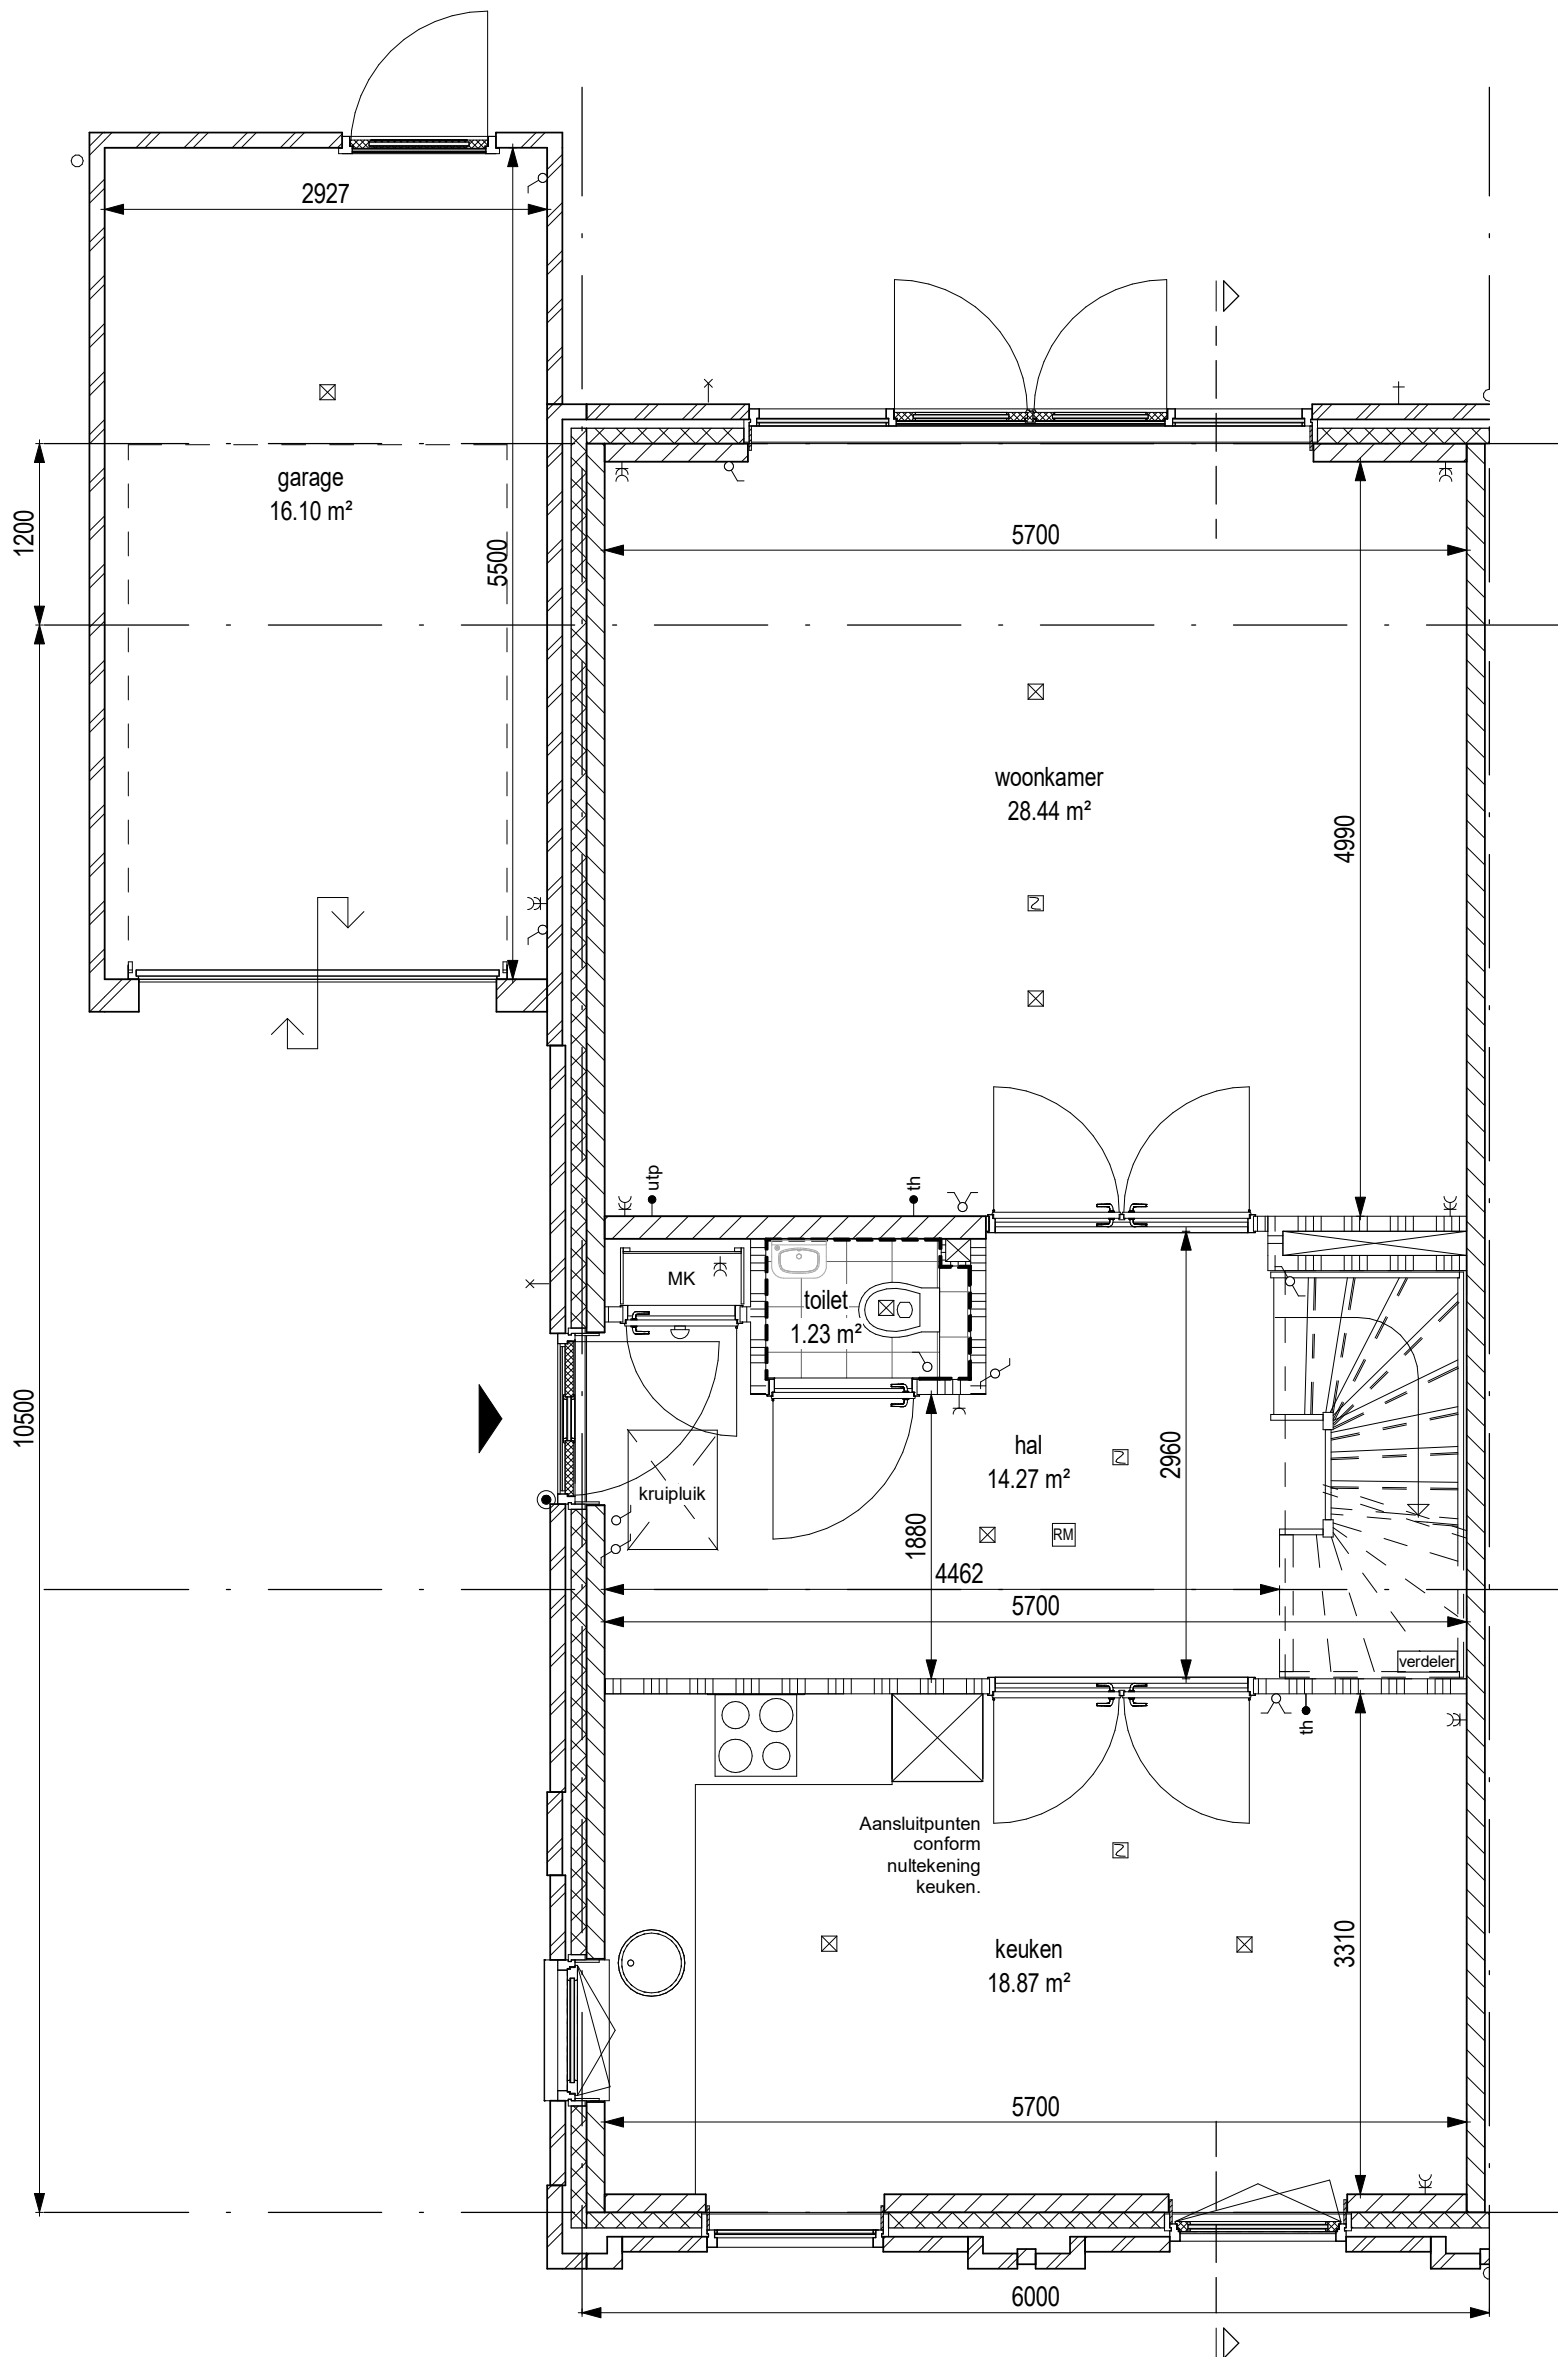 2927
garage
16.10 m²
1200
5500
5700
woonkamer
28.44 m²
4990
utp
th
MK
toilet
1.23 m²
10500
kruipluik
hal
14.27 m²
2960
1880
RM
4462
5700
verdeler
th
Aansluitpunten
conform
nultekening
keuken.
keuken
18.87 m²
3310
5700
6000